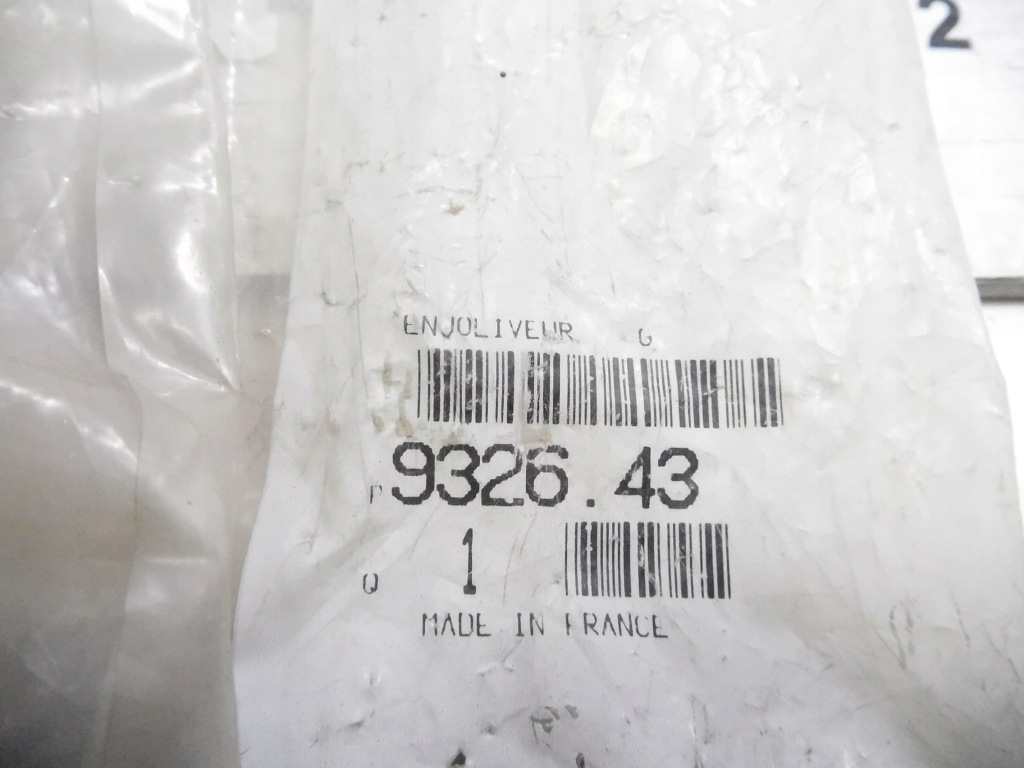 2
ENJOLIVEUR G
P 9326.43
Q 1
MADE IN FRANCE